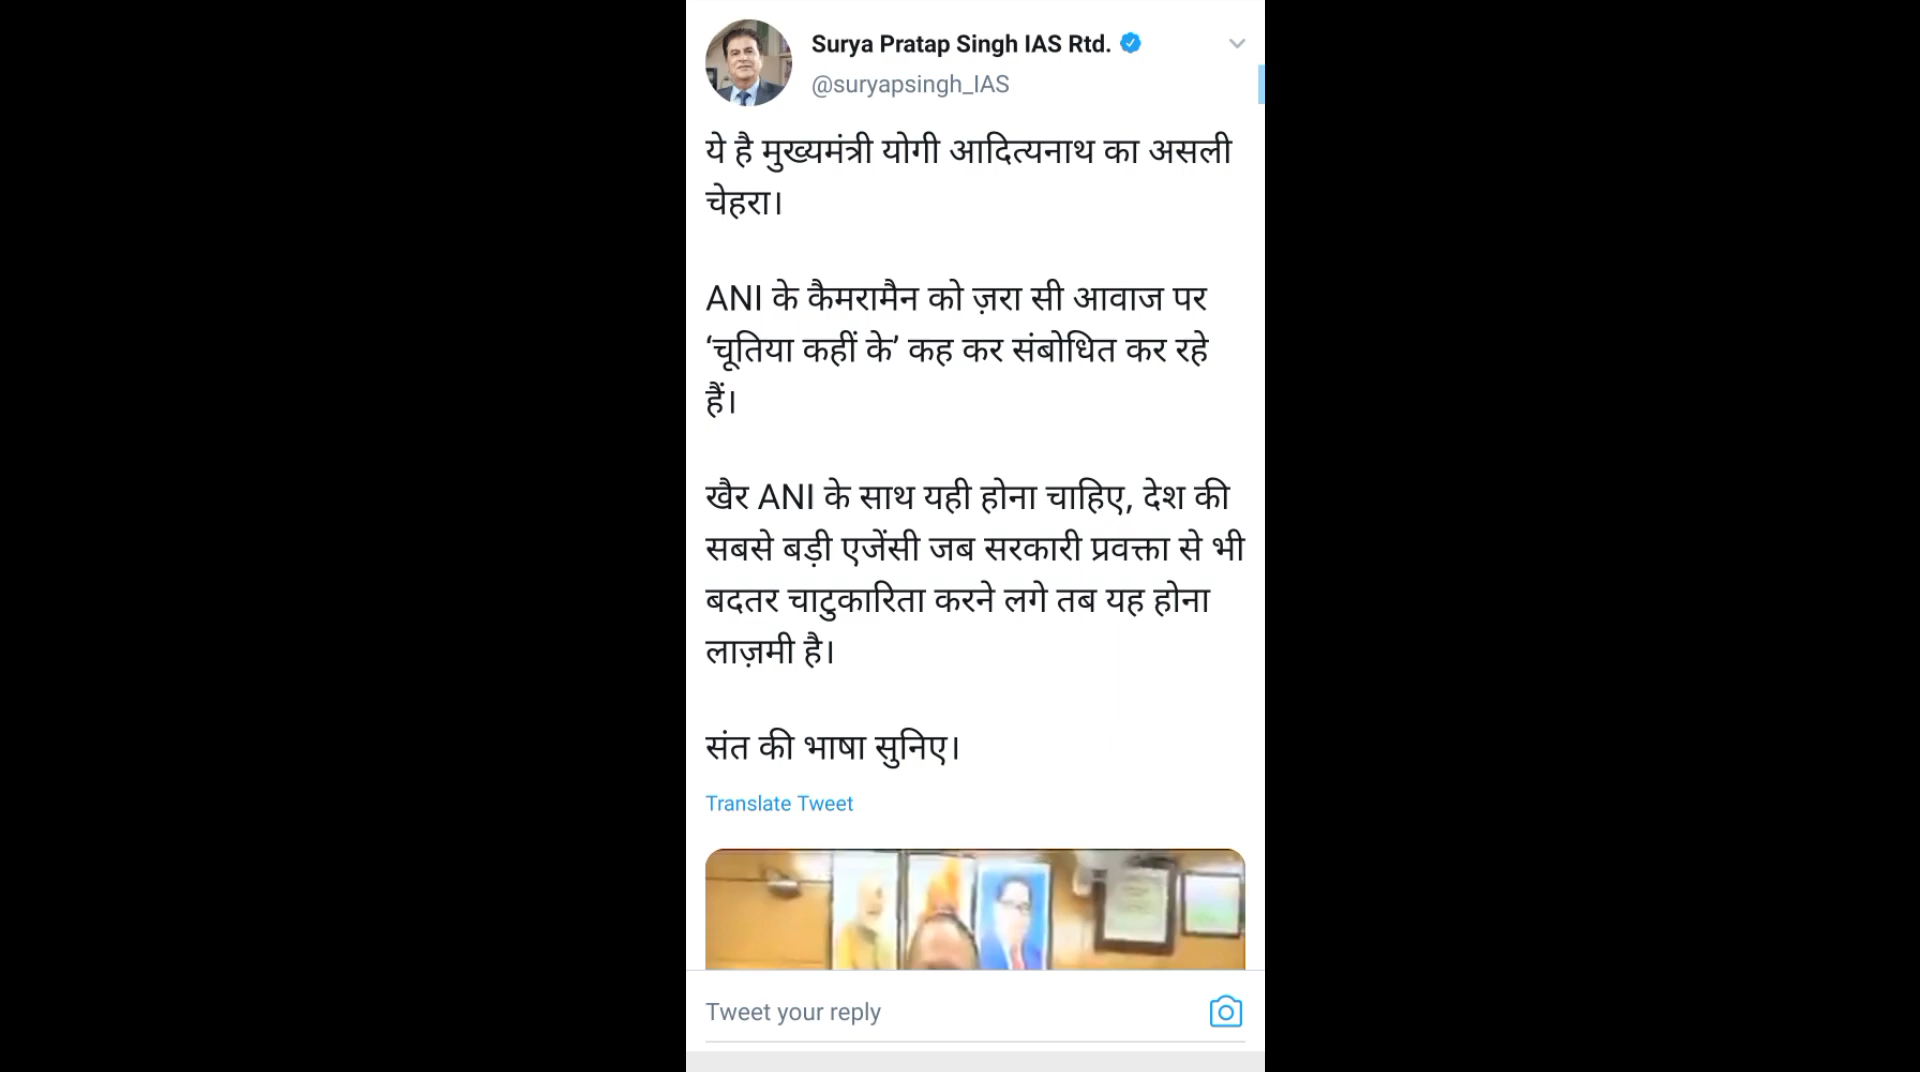 Surya Pratap Singh IAS Rtd.
@suryapsingh_IAS
ये है मुख्यमंत्री योगी आदित्यनाथ का असली
चेहरा।
ANI के कैमरामैन को ज़रा सी आवाज पर
‘चूतिया कहीं के’ कह कर संबोधित कर रहे
हैं।
खैर ANI के साथ यही होना चाहिए, देश की
सबसे बड़ी एजेंसी जब सरकारी प्रवक्ता से भी
बदतर चाटुकारिता करने लगे तब यह होना
लाज़मी है।
संत की भाषा सुनिए।
Translate Tweet
Tweet your reply